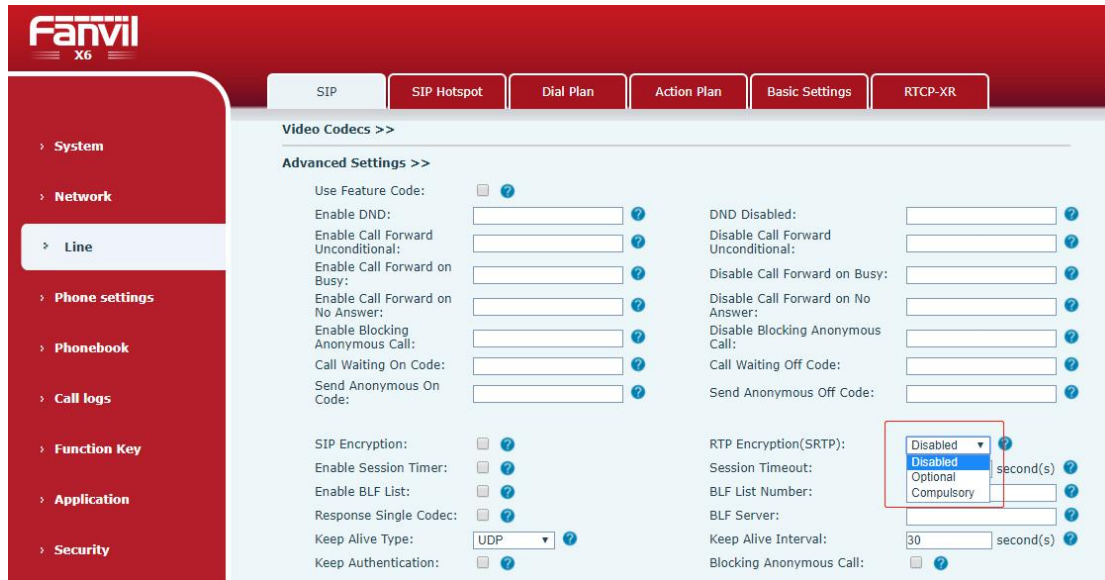 Fanvil
X6
SIP
SIP Hotspot
Dial Plan
Action Plan
Basic Settings
RTCP-XR
System
Network
Line
Phone settings
Phonebook
Call logs
Function Key
Application
Security
Video Codecs >>
Advanced Settings >>
Use Feature Code:
Enable DND:
DND Disabled:
Enable Call Forward
Unconditional:
Disable Call Forward
Unconditional:
Enable Call Forward on
Busy:
Disable Call Forward on Busy:
Enable Call Forward on
No Answer:
Disable Call Forward on No
Answer:
Enable Blocking
Anonymous Call:
Disable Blocking Anonymous
Call:
Call Waiting On Code:
Call Waiting Off Code:
Send Anonymous On
Code:
Send Anonymous Off Code:
SIP Encryption:
RTP Encryption(SRTP):
Disabled
Disabled
Optional
Compulsory
Enable Session Timer:
Session Timeout:
second(s)
Enable BLF List:
BLF List Number:
Response Single Codec:
BLF Server:
Keep Alive Type:
UDP
Keep Alive Interval:
30
second(s)
Keep Authentication:
Blocking Anonymous Call: